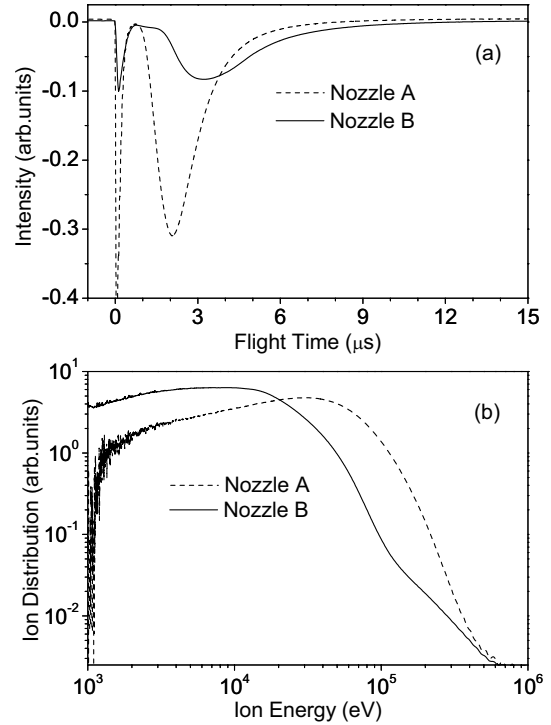 0.0
-0.1
-0.2
-0.3
-0.4
Intensity (arb.units)
(a)
Nozzle A
Nozzle B
0 3 6 9 12 15
Flight Time (μs)
10¹
10⁰
10⁻¹
10⁻²
Ion Distribution (arb.units)
(b)
Nozzle A
Nozzle B
10³ 10⁴ 10⁵ 10⁶
Ion Energy (eV)